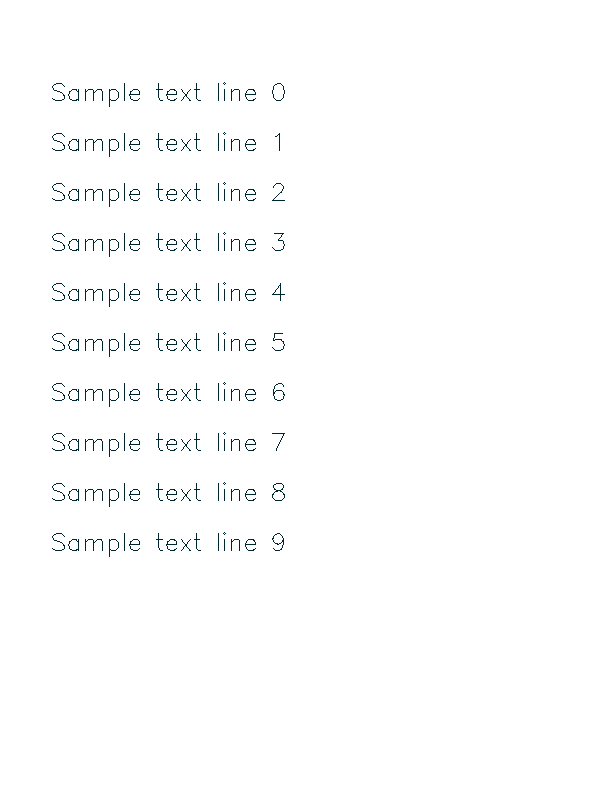 Sample text line 0
Sample text line 1
Sample text line 2
Sample text line 3
Sample text line 4
Sample text line 5
Sample text line 6
Sample text line 7
Sample text line 8
Sample text line 9